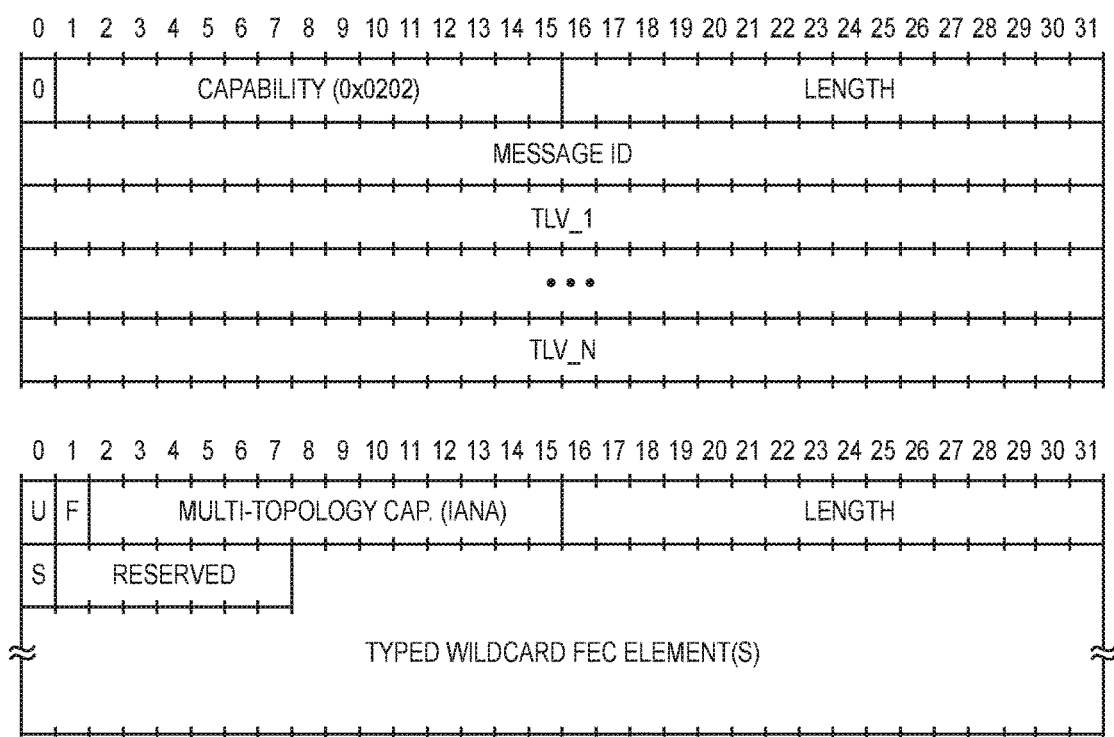 0 1 2 3 4 5 6 7 8 9 10 11 12 13 14 15 16 17 18 19 20 21 22 23 24 25 26 27 28 29 30 31
0 CAPABILITY (0x0202) LENGTH
MESSAGE ID
TLV_1
•••
TLV_N
0 1 2 3 4 5 6 7 8 9 10 11 12 13 14 15 16 17 18 19 20 21 22 23 24 25 26 27 28 29 30 31
U F MULTI-TOPOLOGY CAP. (IANA) LENGTH
S RESERVED
TYPED WILDCARD FEC ELEMENT(S)